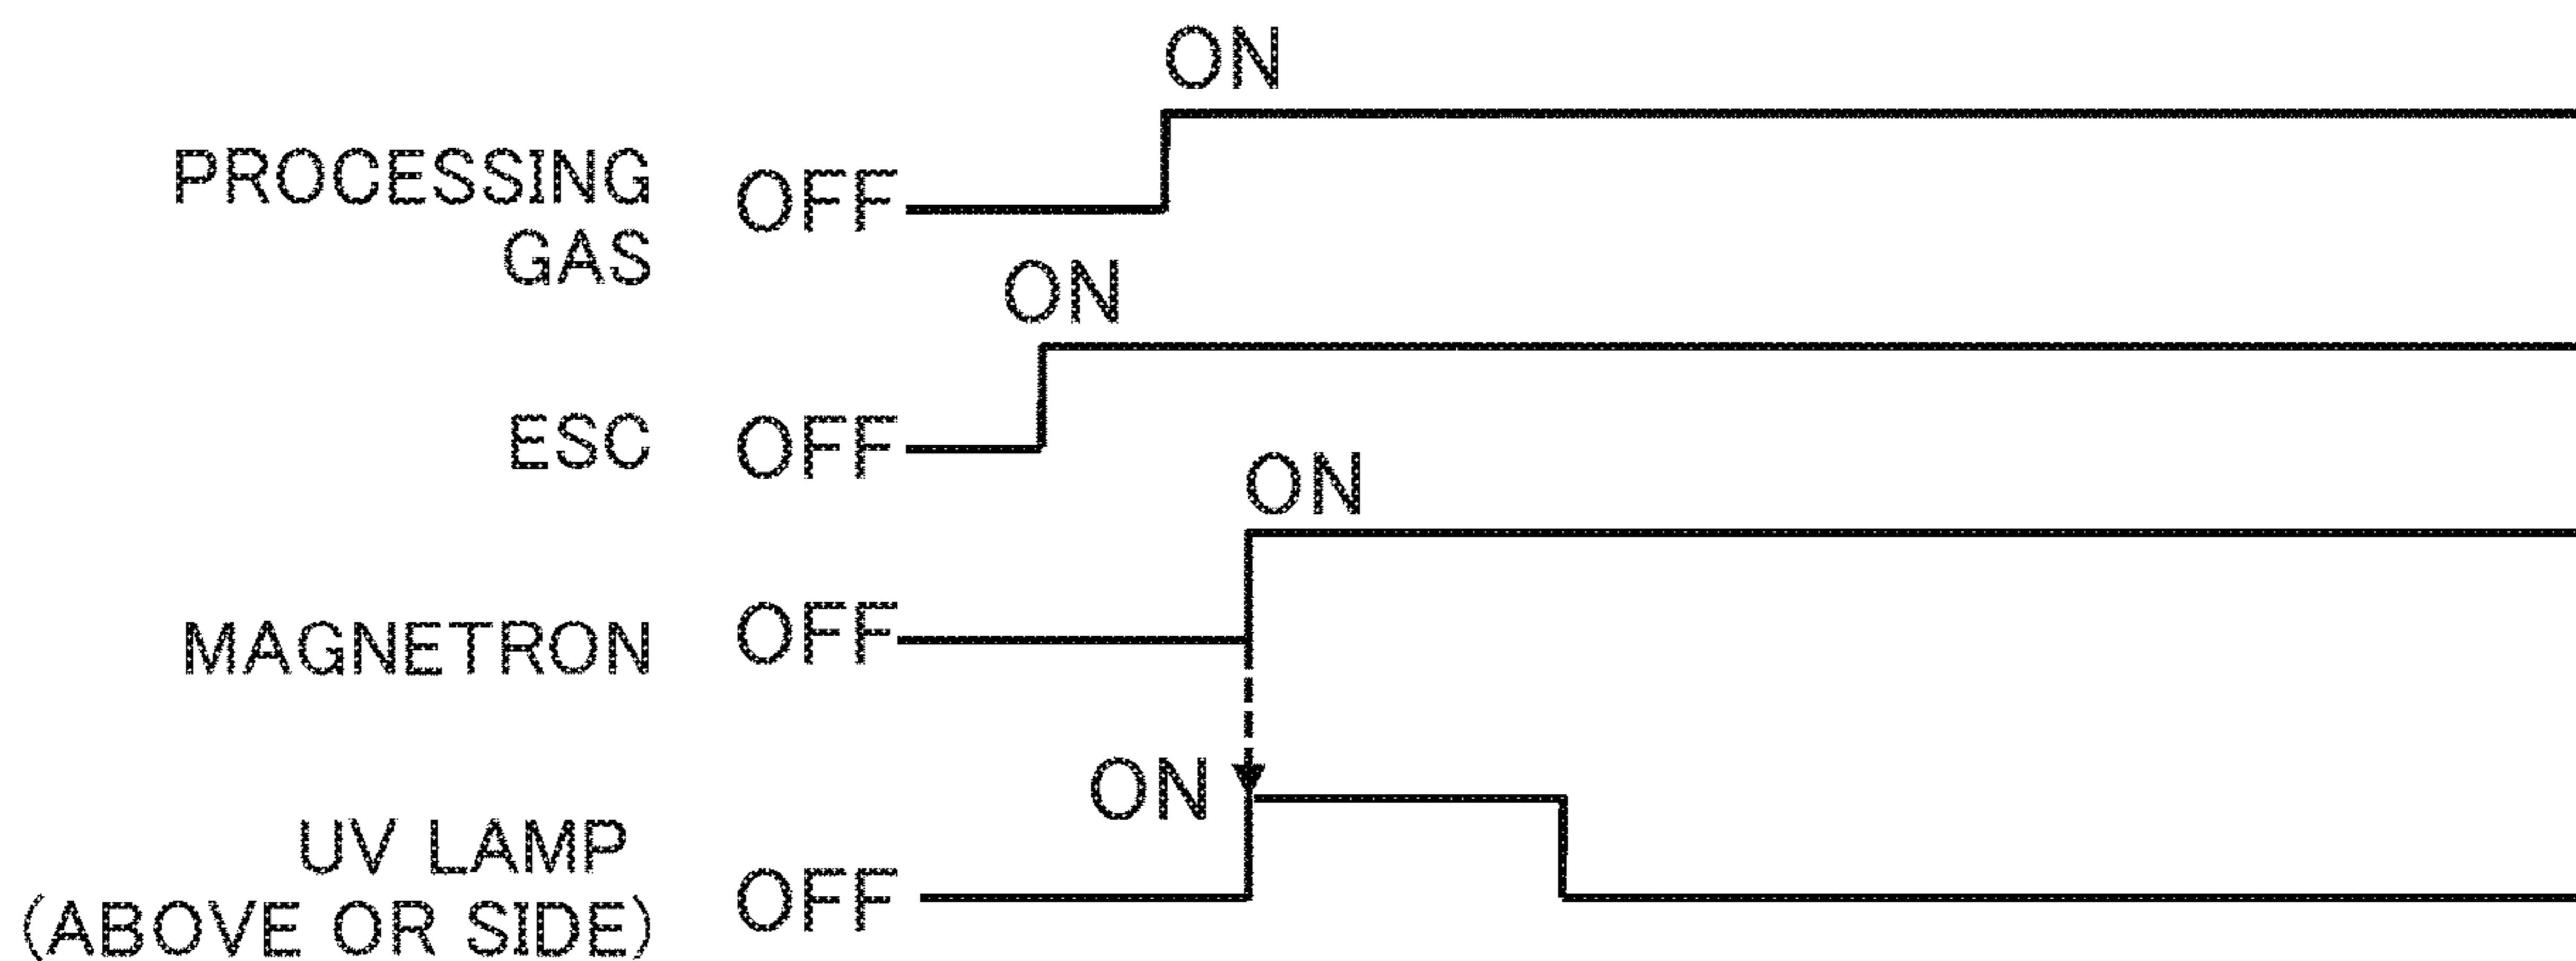 ON
PROCESSING
GAS
OFF
ON
ESC
OFF
ON
MAGNETRON
OFF
ON
UV LAMP
(ABOVE OR SIDE)
OFF